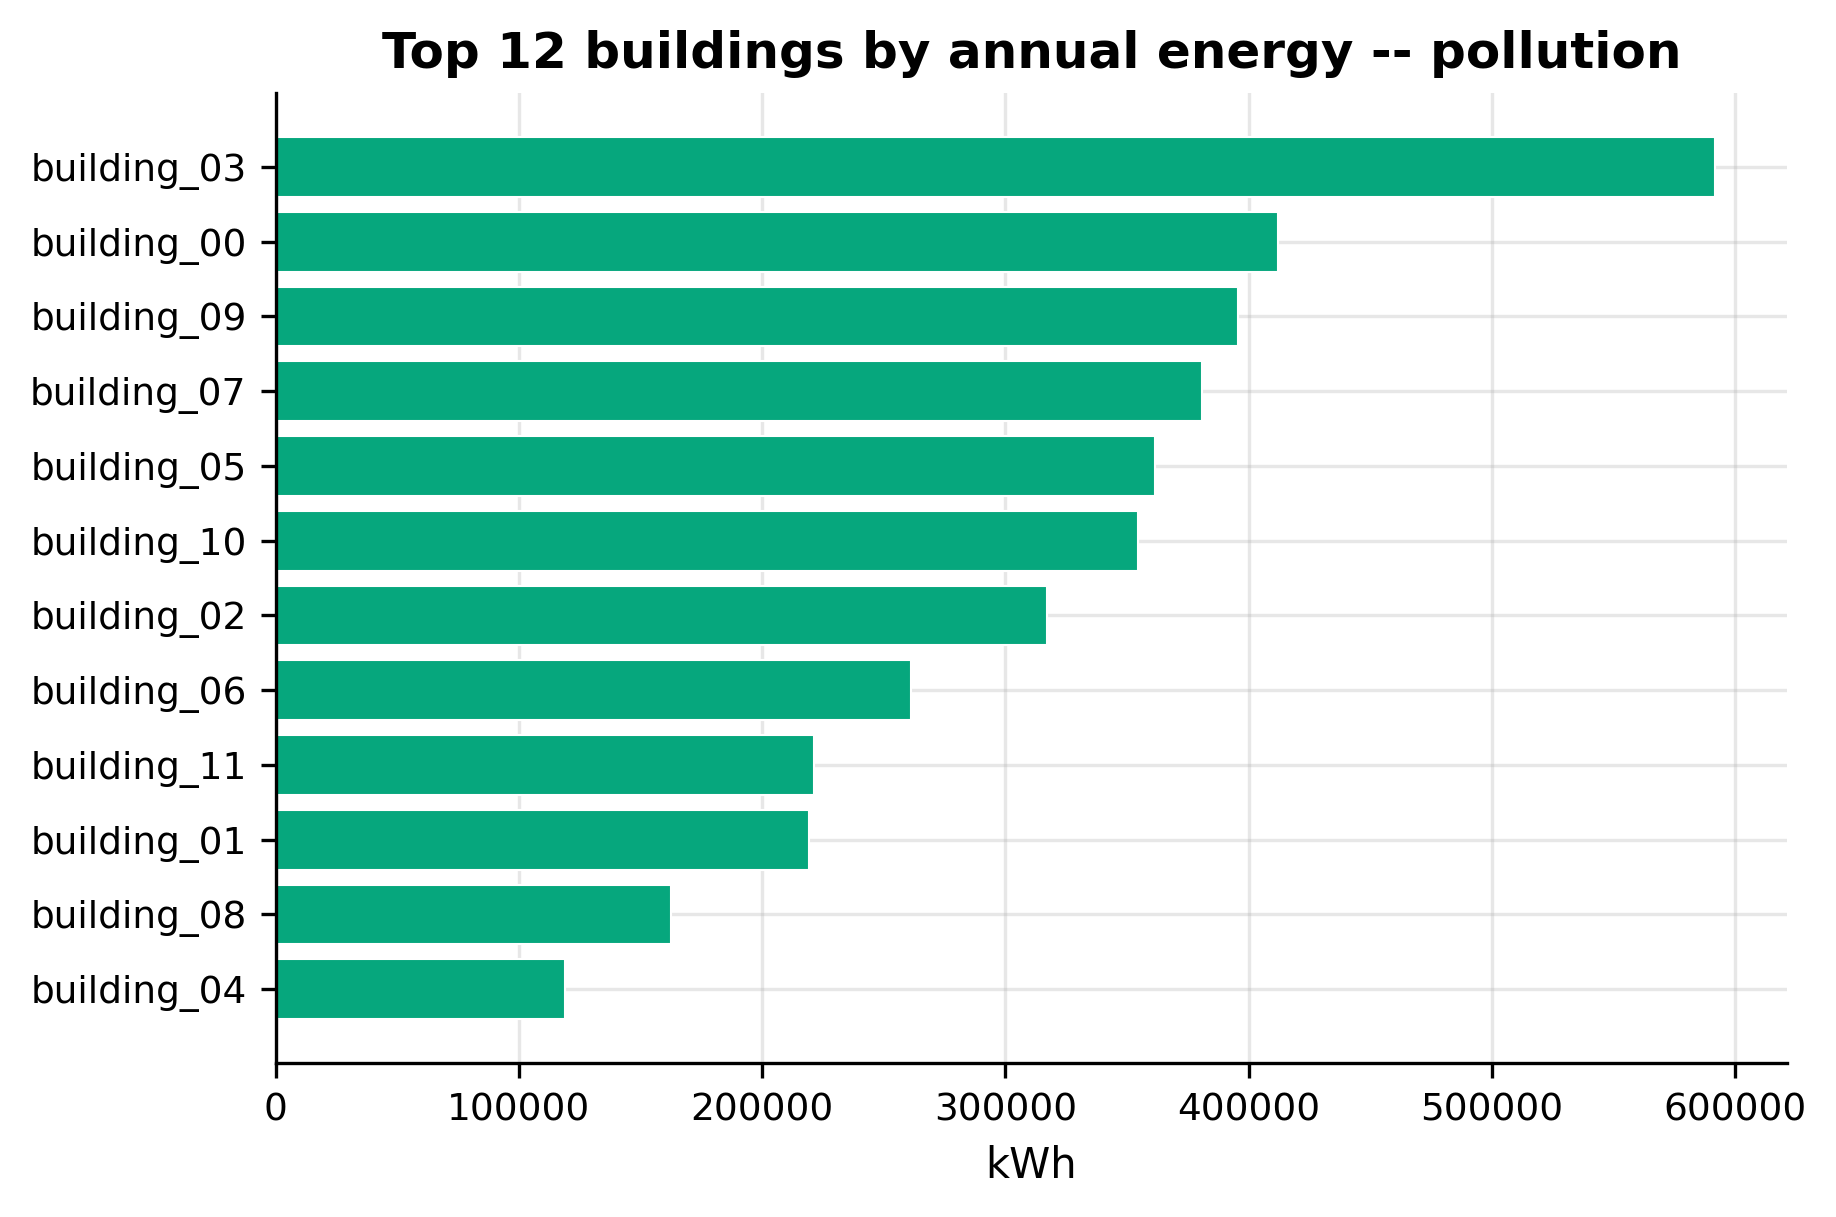 Top 12 buildings by annual energy -- pollution
building_03
building_00
building_09
building_07
building_05
building_10
building_02
building_06
building_11
building_01
building_08
building_04
0 100000 200000 300000 400000 500000 600000
kWh